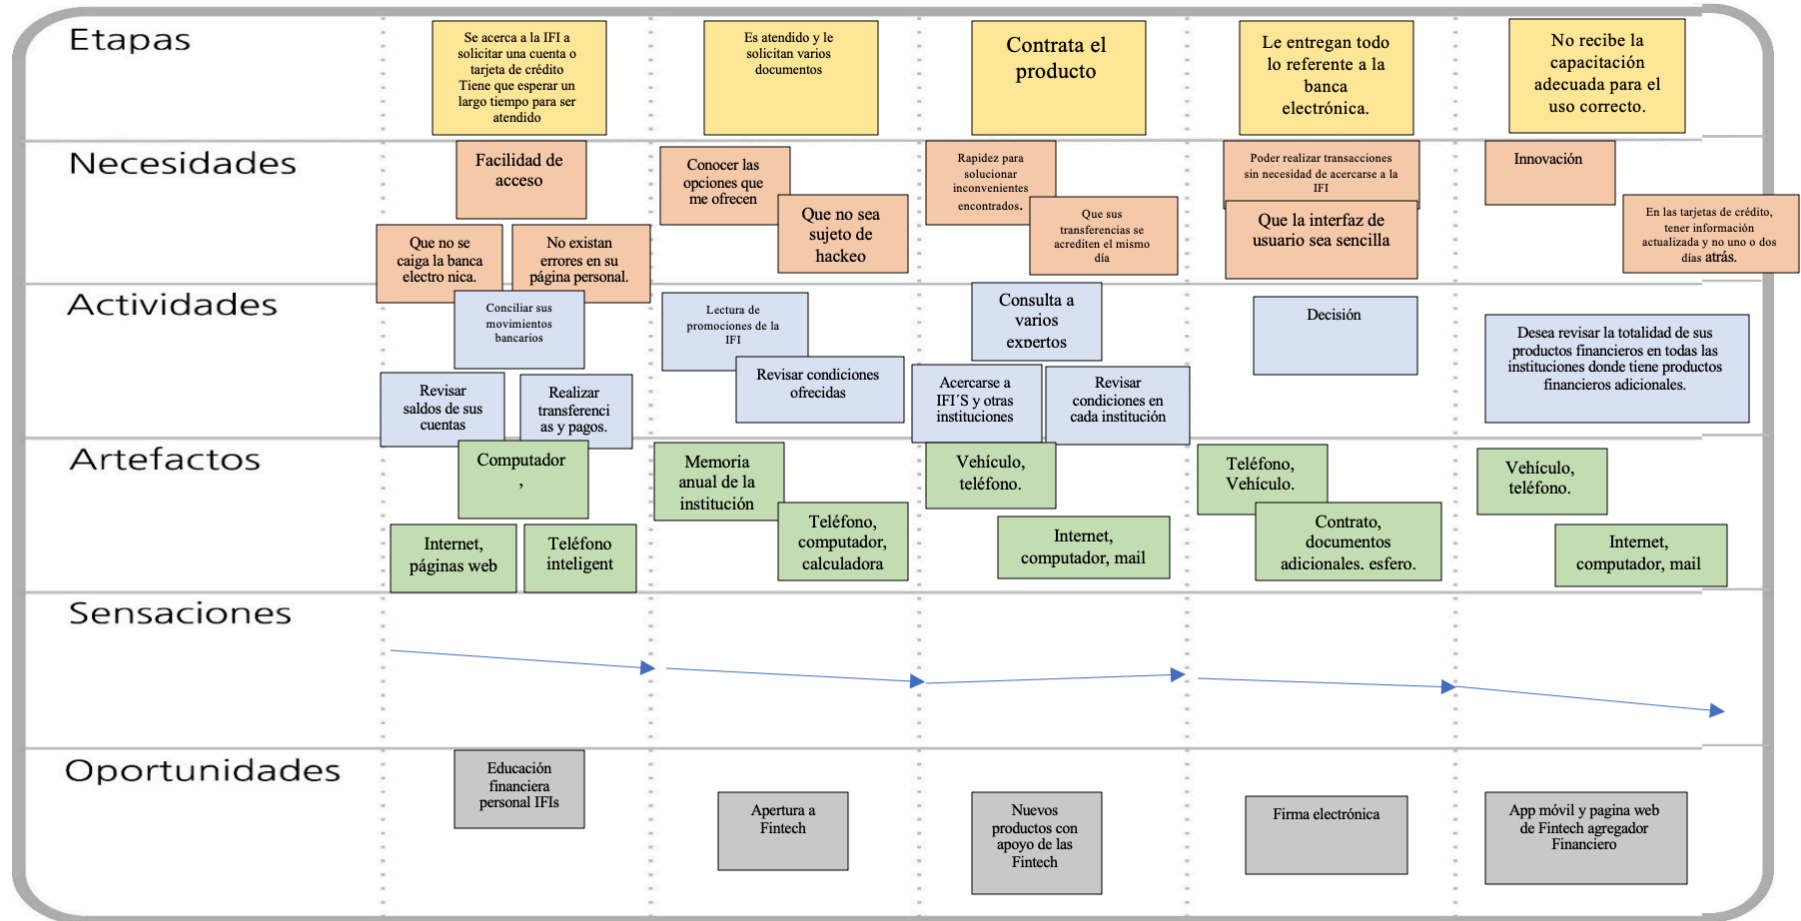 Etapas
Se acerca a la IFI a
solicitar una cuenta o
tarjeta de crédito
Tiene que esperar un
largo tiempo para ser
atendido
Es atendido y le
solicitan varios
documentos
Contrata el
producto
Le entregan todo
lo referente a la
banca
electrónica.
No recibe la
capacitación
adecuada para el
uso correcto.
Necesidades
Facilidad de
acceso
Que no se
caiga la banca
electro nica.
No existan
errores en su
página personal.
Conocer las
opciones que
me ofrecen
Que no sea
sujeto de
hackeo
Rapidez para
solucionar
inconvenientes
encontrados.
Que sus
transferencias se
acrediten el mismo
día
Poder realizar transacciones
sin necesidad de acercarse a la
IFI
Que la interfaz de
usuario sea sencilla
Innovación
En las tarjetas de crédito,
tener información
actualizada y no uno o dos
días atrás.
Actividades
Conciliar sus
movimientos
bancarios
Revisar
saldos de sus
cuentas
Realizar
transferenci
as y pagos.
Lectura de
promociones de la
IFI
Revisar condiciones
ofrecidas
Consulta a
varios
expertos
Acercarse a
IFI´S y otras
instituciones
Revisar
condiciones en
cada institución
Decisión
Desea revisar la totalidad de sus
productos financieros en todas las
instituciones donde tiene productos
financieros adicionales.
Artefactos
Computador
,
Internet,
páginas web
Teléfono
inteligent
Memoria
anual de la
institución
Teléfono,
computador,
calculadora
Vehículo,
teléfono.
Internet,
computador, mail
Teléfono,
Vehículo.
Contrato,
documentos
adicionales. esfero.
Vehículo,
teléfono.
Internet,
computador, mail
Sensaciones
Oportunidades
Educación
financiera
personal IFIs
Apertura a
Fintech
Nuevos
productos con
apoyo de las
Fintech
Firma electrónica
App móvil y pagina web
de Fintech agregador
Financiero